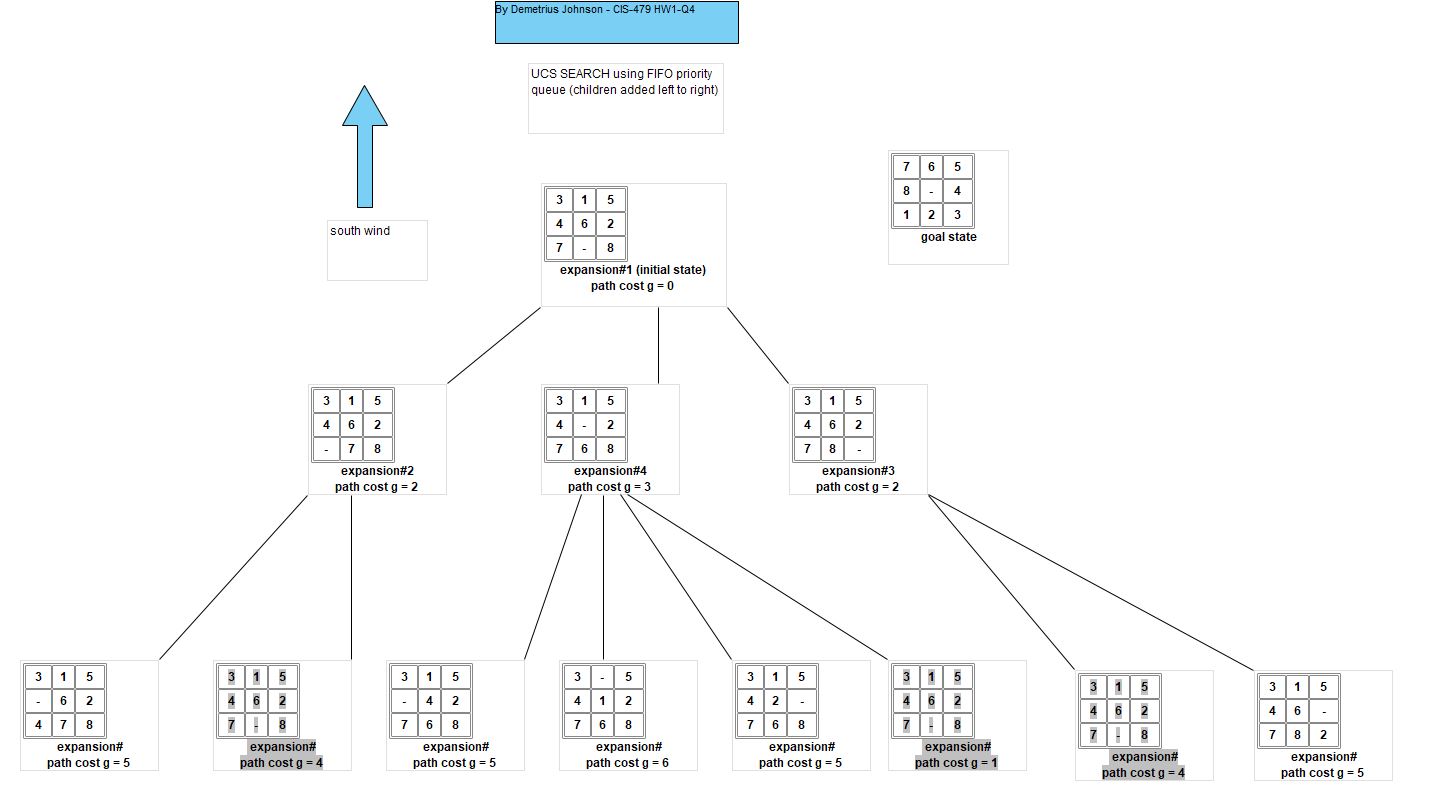 By Demetrius Johnson - CIS-479 HW1-Q4
UCS SEARCH using FIFO priority
queue (children added left to right)
south wind
7 6 5
8 - 4
1 2 3
goal state
3 1 5
4 6 2
7 - 8
expansion#1 (initial state)
path cost g = 0
3 1 5
4 6 2
- 7 8
expansion#2
path cost g = 2
3 1 5
4 - 2
7 6 8
expansion#4
path cost g = 3
3 1 5
4 6 2
7 8 -
expansion#3
path cost g = 2
3 1 5
- 6 2
4 7 8
expansion#
path cost g = 5
3 1 5
4 6 2
7 - 8
expansion#
path cost g = 4
3 1 5
- 4 2
7 6 8
expansion#
path cost g = 5
3 - 5
4 1 2
7 6 8
expansion#
path cost g = 6
3 1 5
4 2 -
7 6 8
expansion#
path cost g = 5
3 1 5
4 6 2
7 - 8
expansion#
path cost g = 1
3 1 5
4 6 2
7 - 8
expansion#
path cost g = 4
3 1 5
4 6 -
7 8 2
expansion#
path cost g = 5